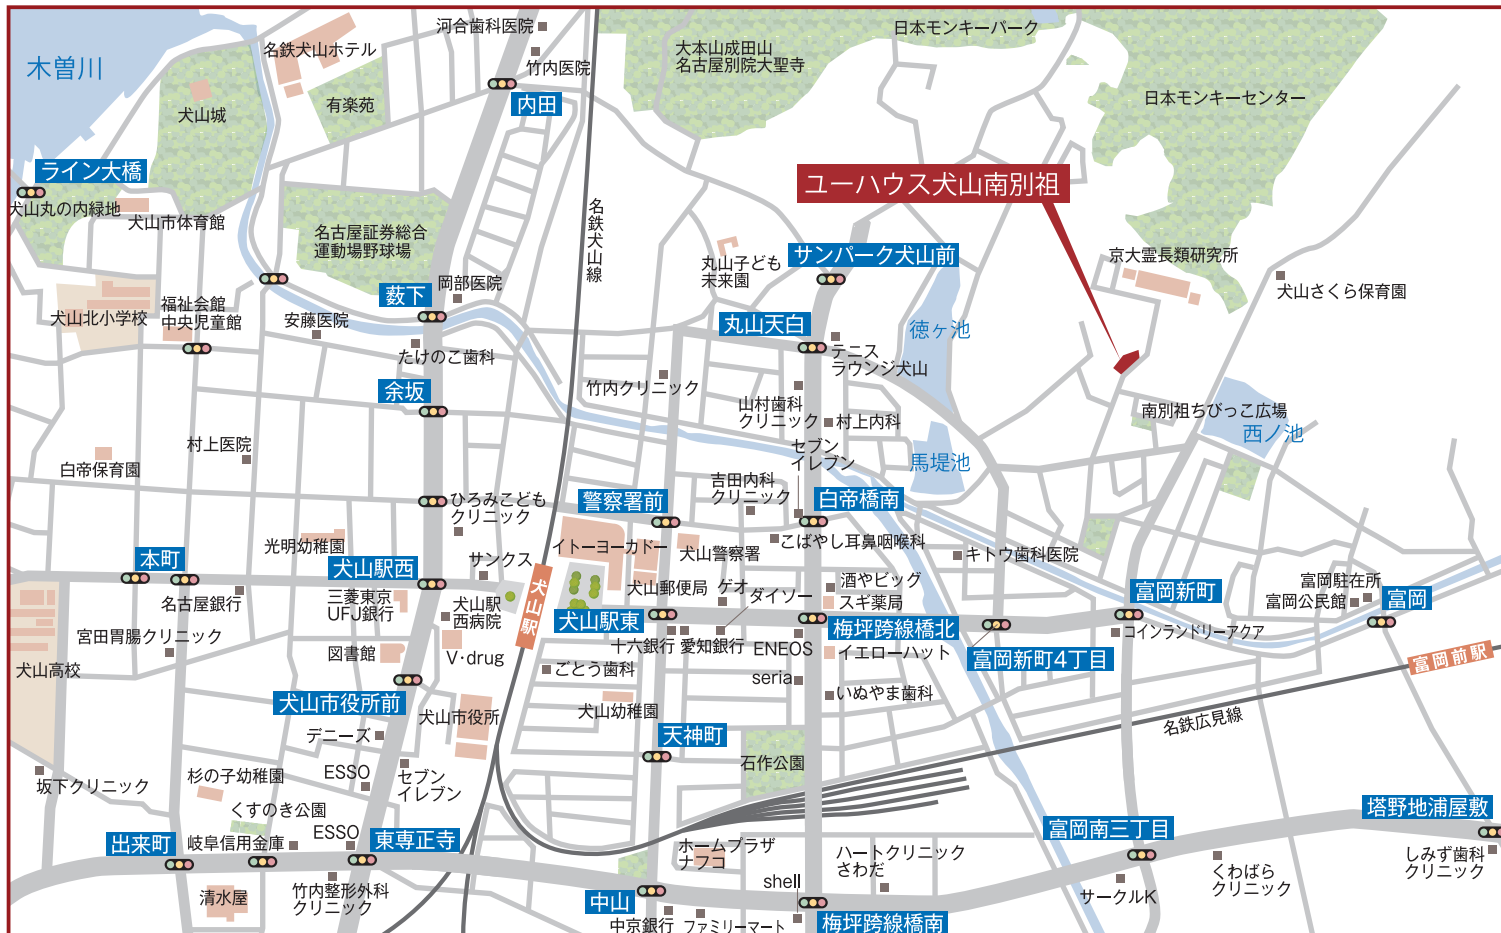 河合歯科医院
日本モンキーパーク
名鉄犬山ホテル
大本山成田山
名古屋別院大聖寺
木曽川
竹内医院
有楽苑
内田
日本モンキーセンター
犬山城
ライン大橋
ユーハウス犬山南別祖
犬山丸の内緑地
犬山市体育館
名鉄犬山線
名古屋証券総合
運動場野球場
サンパーク犬山前
京大霊長類研究所
丸山子ども
未来園
岡部医院
犬山さくら保育園
薮下
福祉会館
中央児童館
犬山北小学校
安藤医院
丸山天白
徳ヶ池
たけのこ歯科
テニス
ラウンジ犬山
余坂
竹内クリニック
山村歯科
クリニック
村上内科
南別祖ちびっこ広場
西ノ池
村上医院
セブン
イレブン
白帝保育園
馬堤池
吉田内科
クリニック
ひろみこども
クリニック
警察署前
白帝橋南
光明幼稚園
イトーヨーカドー
犬山警察署
こばやし耳鼻咽喉科
キトウ歯科医院
本町
犬山駅西
サンクス
犬山駅
犬山郵便局
ゲオ
ダイソー
酒やビッグ
スギ薬局
富岡新町
富岡駐在所
富岡公民館
富岡
名古屋銀行
三菱東京
UFJ銀行
犬山駅
西病院
犬山駅東
梅坪跨線橋北
コインランドリーアクア
宮田胃腸クリニック
図書館
V·drug
十六銀行
愛知銀行
ENEOS
イエローハット
富岡新町4丁目
富岡前駅
犬山高校
ごとう歯科
seria
いぬやま歯科
犬山市役所前
犬山市役所
犬山幼稚園
名鉄広見線
デニーズ
天神町
石作公園
坂下クリニック
杉の子幼稚園
ESSO
セブン
イレブン
くすのき公園
塔野地浦屋敷
出来町
岐阜信用金庫
ESSO
東専正寺
富岡南三丁目
ホームプラザ
ナフコ
ハートクリニック
さわだ
しみず歯科
クリニック
くわばら
クリニック
清水屋
竹内整形外科
クリニック
shell
サークルK
中山
中京銀行
ファミリーマート
梅坪跨線橋南